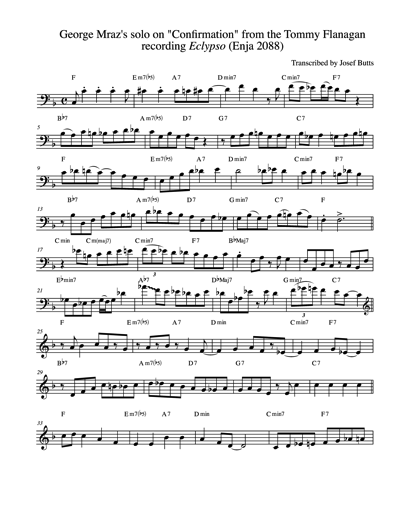 George Mraz's solo on "Confirmation" from the Tommy Flanagan
recording Eclypso (Enja 2088)
Transcribed by Josef Butts
F E m7(♭5) A 7 D min7 C min7 F7
5 B♭7 A m7(♭5) D7 G7 G min7 C7
9 F E m7(♭5) A7 D min7 C min7 F7
13 B♭7 A m7(♭5) D7 G min7 C7 F
17 C min C m(maj7) C min7 F7 B♭Maj7
21 E♭min7 A♭7 D♭Maj7 G min7 C7
3 3
25 F E m7(♭5) A7 D min C min7 F7
29 B♭7 A m7(♭5) D7 G min7 C7 F
33 F E m7(♭5) A7 D min C min7 F7